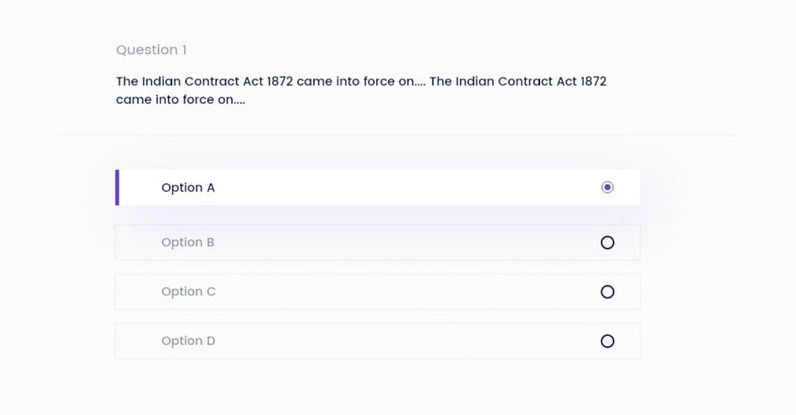 Question 1
The Indian Contract Act 1872 came into force on.... The Indian Contract Act 1872
came into force on....
Option A
Option B
Option C
Option D